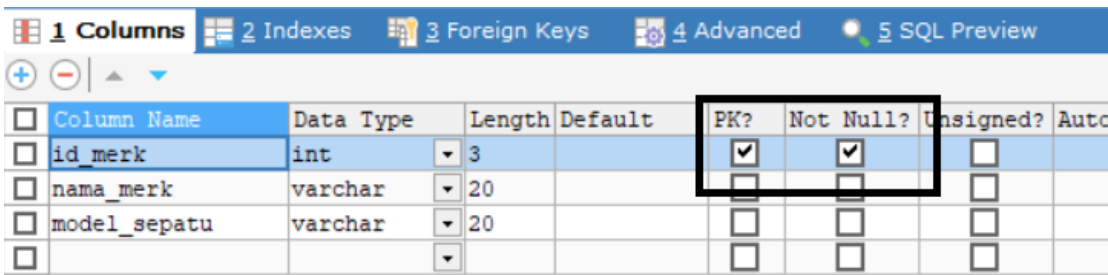 1 Columns 2 Indexes 3 Foreign Keys 4 Advanced 5 SQL Preview
Column Name Data Type Length Default PK? Not Null? Unsigned? Auto
id_merk int 3
nama_merk varchar 20
model_sepatu varchar 20